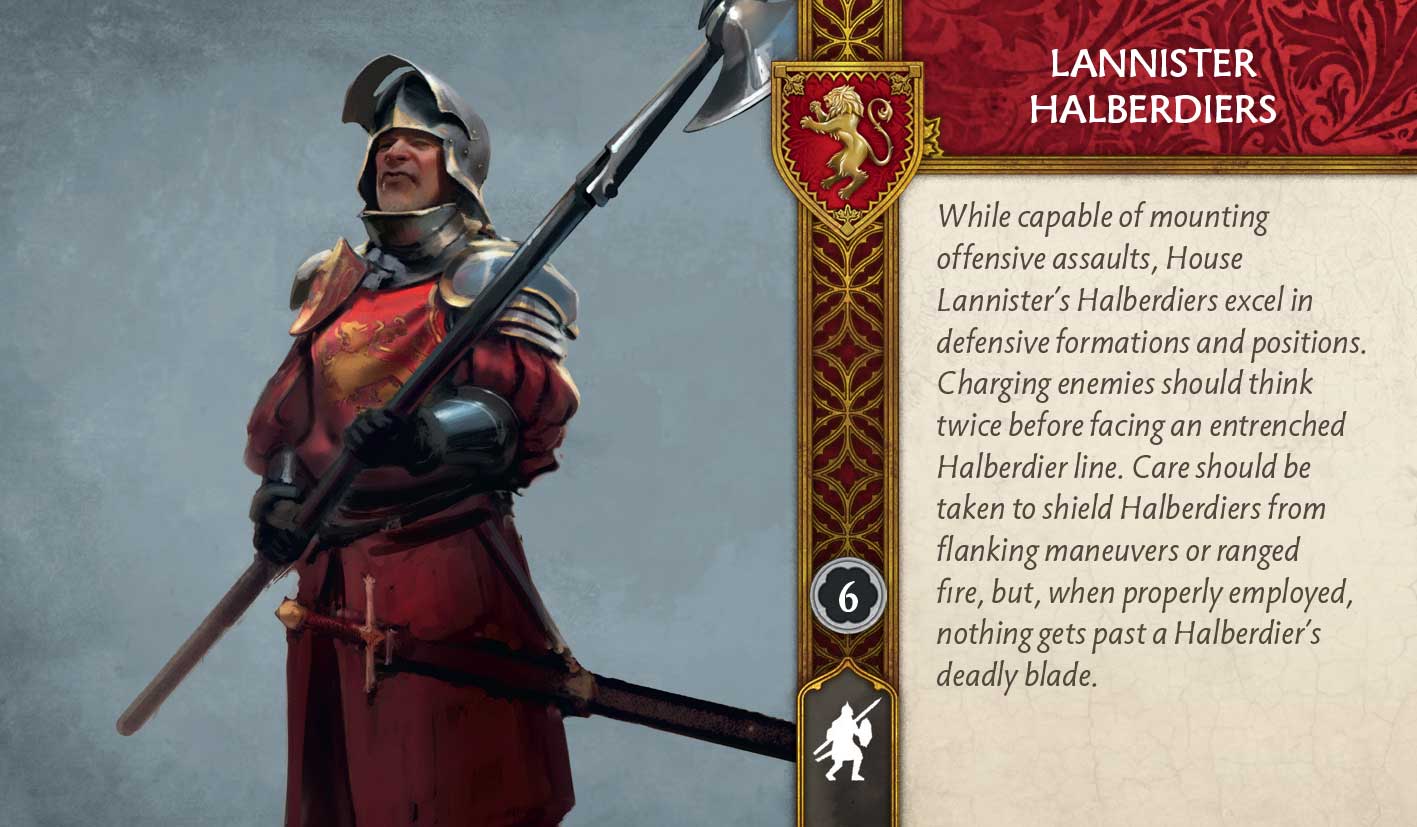 LANNISTER
HALBERDIERS
While capable of mounting
offensive assaults, House
Lannister's Halberdiers excel in
defensive formations and positions.
Charging enemies should think
twice before facing an entrenched
Halberdier line. Care should be
taken to shield Halberdiers from
flanking maneuvers or ranged
fire, but, when properly employed,
nothing gets past a Halberdier's
deadly blade.
6